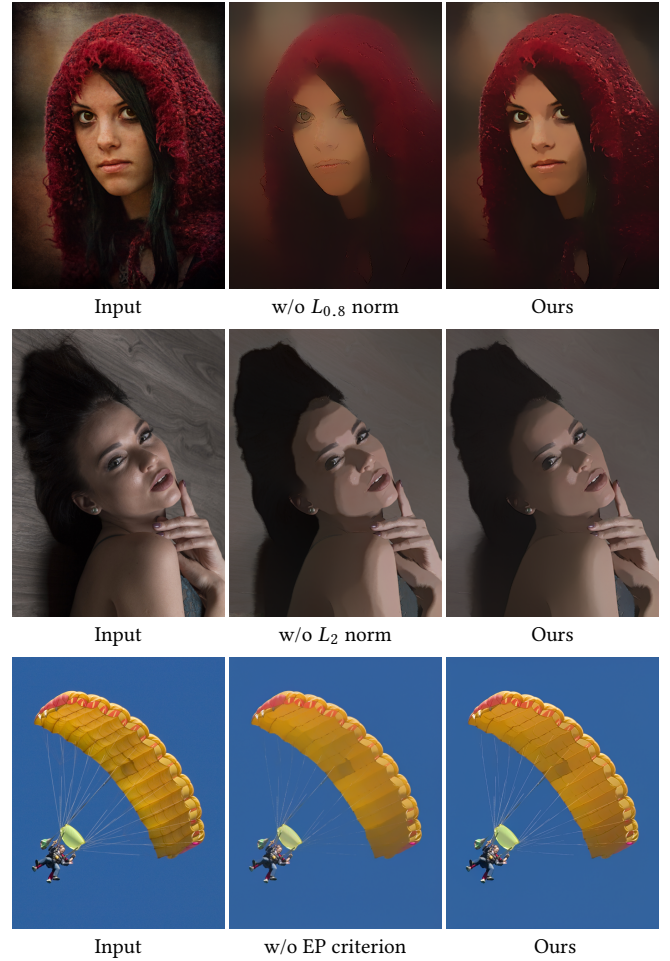 Input w/o L₀.₈ norm Ours
Input w/o L₂ norm Ours
Input w/o EP criterion Ours